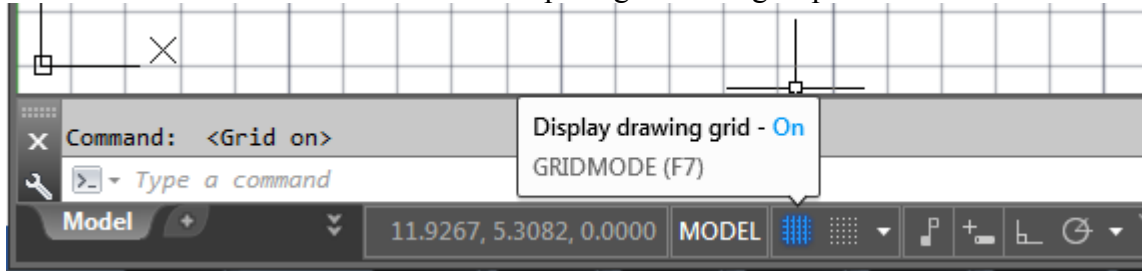 X
Display drawing grid - On
Command: <Grid on>
GRIDMODE (F7)
>_ Type a command
Model + 11.9267, 5.3082, 0.0000 MODEL